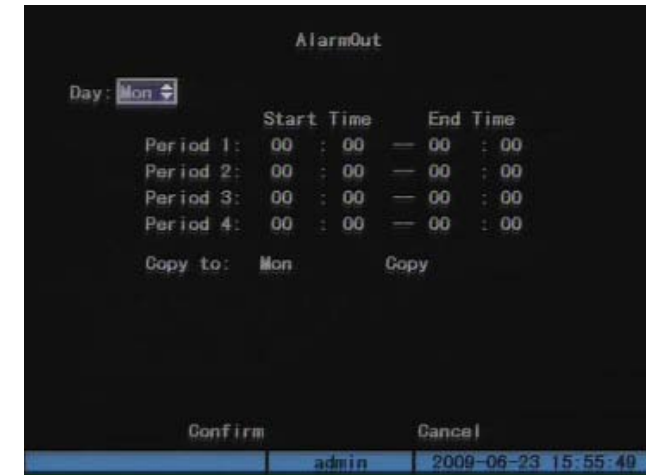 AlarmOut
Day: Mon
Start Time End Time
Period 1: 00 : 00 — 00 : 00
Period 2: 00 : 00 — 00 : 00
Period 3: 00 : 00 — 00 : 00
Period 4: 00 : 00 — 00 : 00
Copy to: Mon Copy
Confirm Cancel
admin 2009-06-23 15:55:49